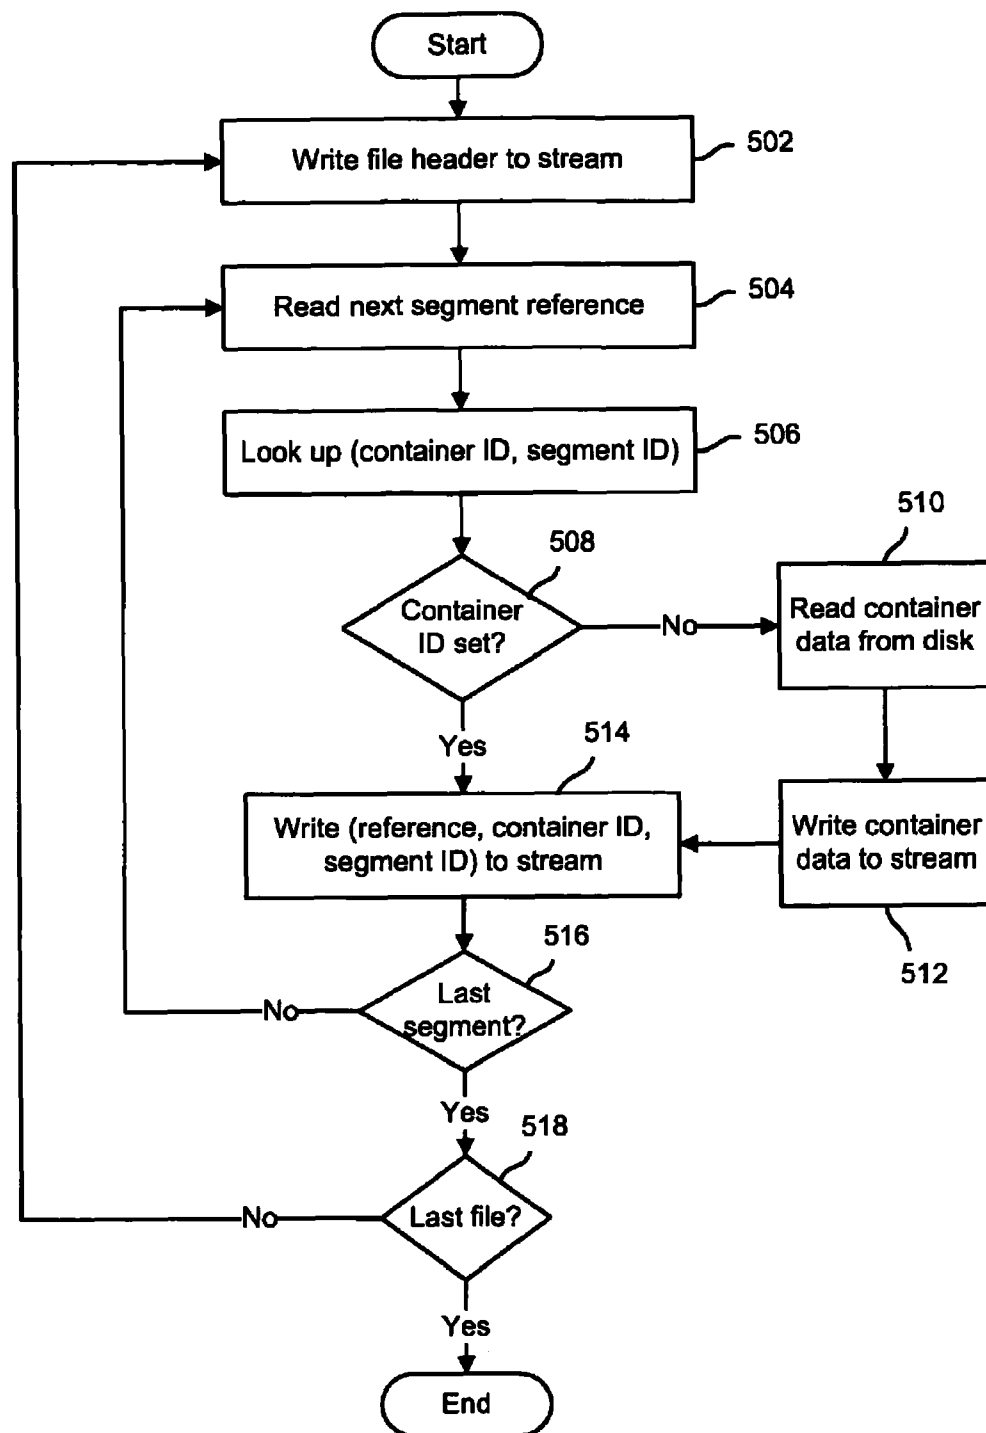 Start
Write file header to stream
502
Read next segment reference
504
Look up (container ID, segment ID)
506
508
Container
ID set?
No
510
Read container
data from disk
Yes
514
Write (reference, container ID,
segment ID) to stream
Write container
data to stream
512
516
Last
segment?
No
Yes
518
Last file?
No
Yes
End